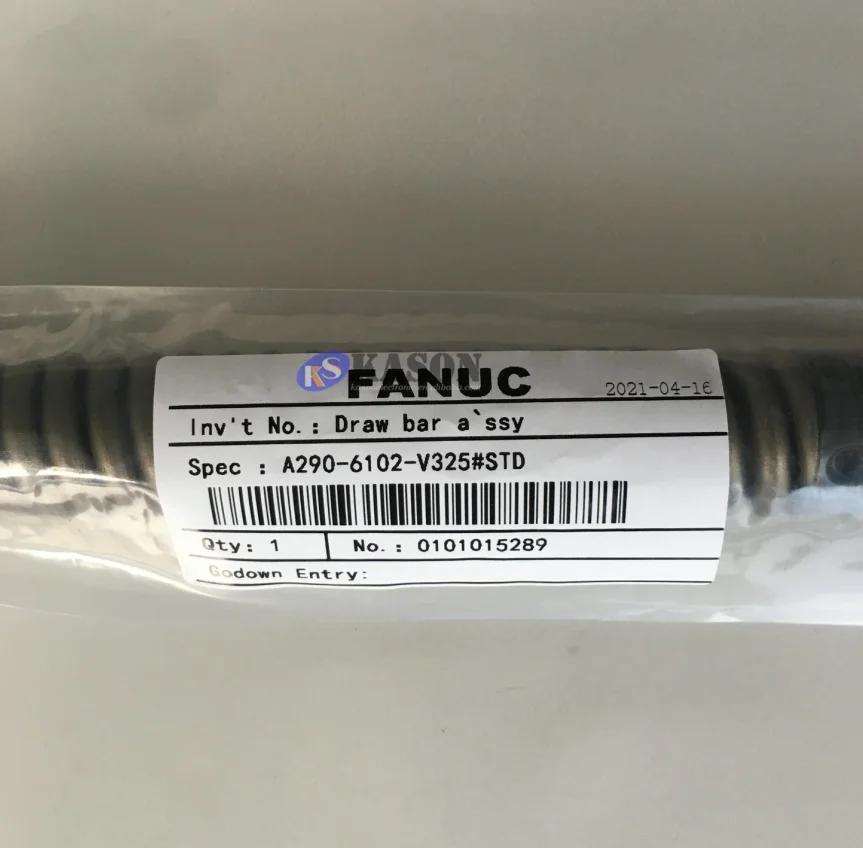 KS KASON
FANUC
2021-04-16
Inv't No.: Draw bar a`ssy
Spec : A290-6102-V325#STD
Qty: 1 No.: 0101015289
Godown Entry: